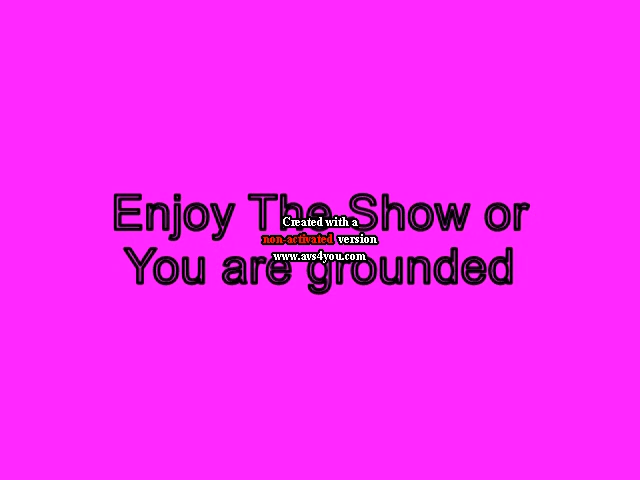 Enjoy The Show or
You are grounded
Created with a
non-activated version
www.avs4you.com